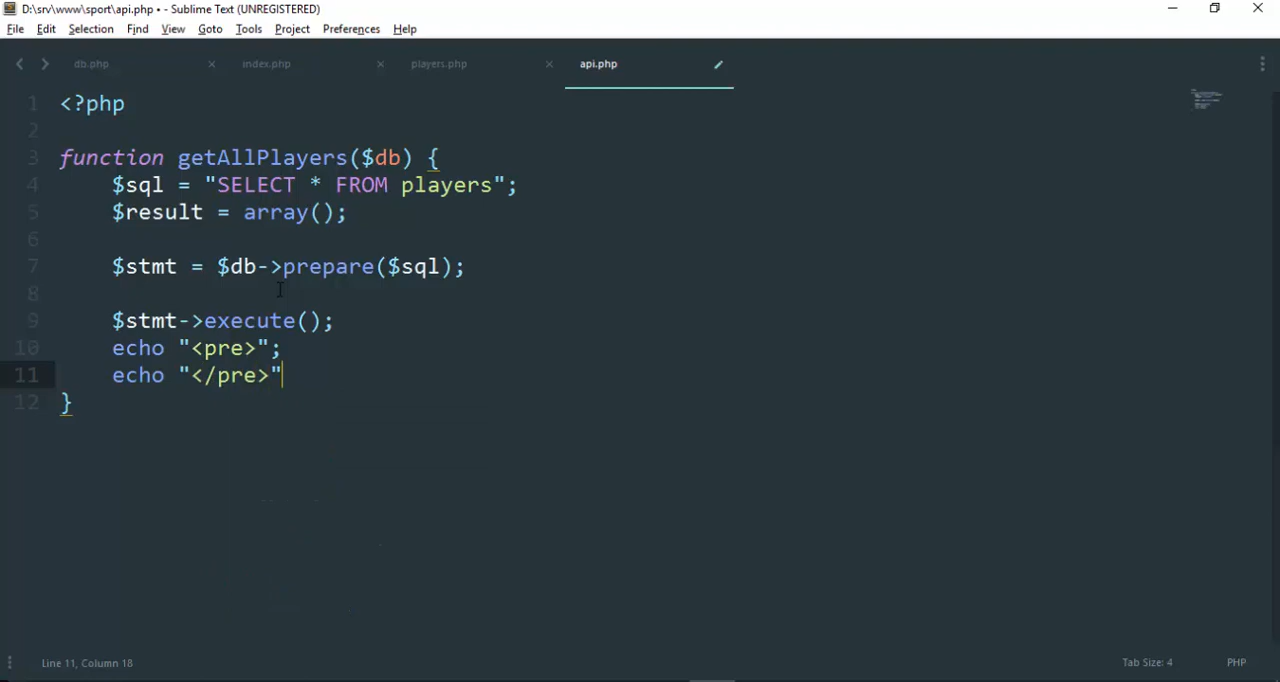 D:\srv\www\sport\api.php • - Sublime Text (UNREGISTERED)
File Edit Selection Find View Goto Tools Project Preferences Help
db.php × index.php × players.php × api.php
1 <?php
2
3 function getAllPlayers($db) {
4 $sql = "SELECT * FROM players";
5 $result = array();
6
7 $stmt = $db->prepare($sql);
8
9 $stmt->execute();
10 echo "<pre>";
11 echo "</pre>"
12 }
Line 11, Column 18 Tab Size: 4 PHP